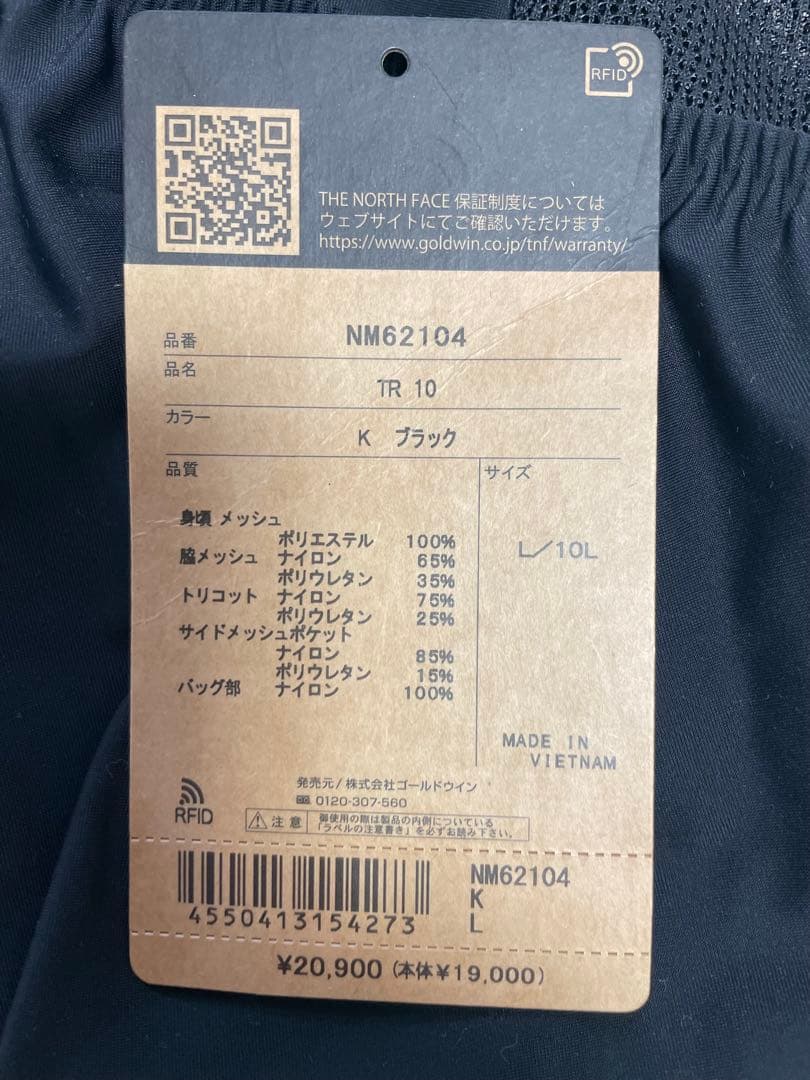 RFID
THE NORTH FACE 保証制度については
ウェブサイトにてご確認いただけます。
https://www.goldwin.co.jp/tnf/warranty/
品番 NM62104
品名
TR 10
カラー
K ブラック
品質
サイズ
身頃 メッシュ
ポリエステル 100%
脇メッシュ ナイロン 65%
ポリウレタン 35%
トリコット ナイロン 75%
ポリウレタン 25%
サイドメッシュポケット
ナイロン 85%
ポリウレタン 15%
バッグ部 ナイロン 100%
L/10L
MADE IN
VIETNAM
RFID
発売元/株式会社ゴールドウイン
0120-307-560
注意
御使用の際は製品の内側についている
「ラベルの注意書き」を必ずお読み下さい。
4550413154273
NM62104
K
L
¥20,900 (本体¥19,000)